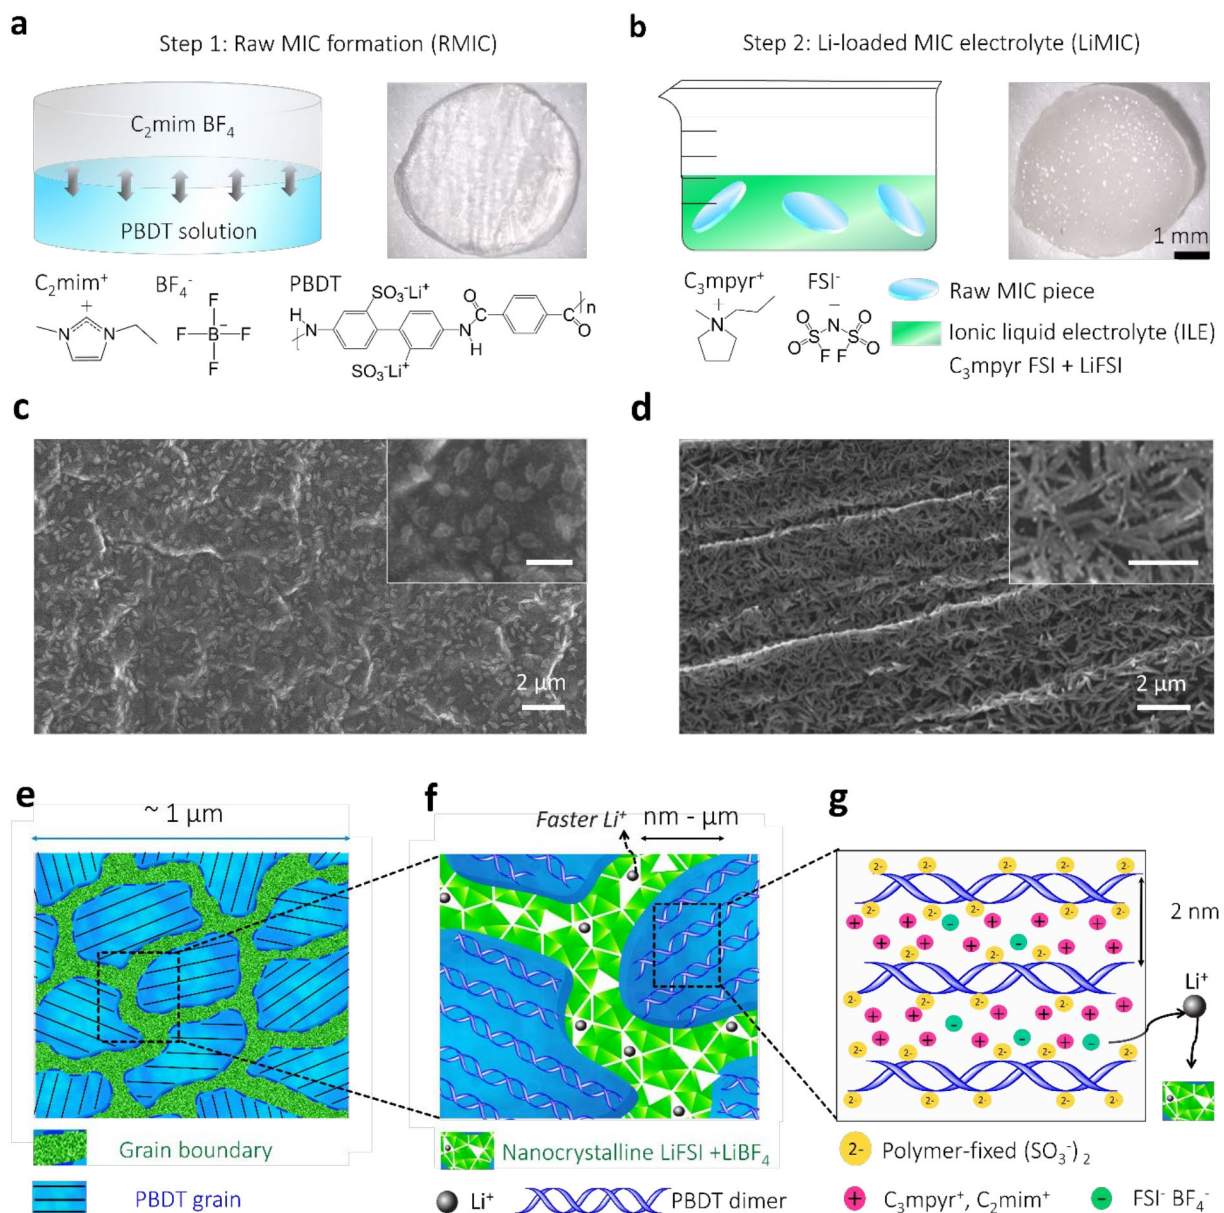 a
Step 1: Raw MIC formation (RMIC)
C₂mim BF₄
PBDT solution
C₂mim⁺
+
N
N
BF₄⁻
F
F—B⁻—F
F
PBDT
SO₃⁻Li⁺
N
H
SO₃⁻Li⁺
N
H
O
C
C
O
n
b
Step 2: Li-loaded MIC electrolyte (LiMIC)
1 mm
C₃mpyr⁺
+
N
FSI⁻
−
N
O
S
O
F
F
S
O
O
Raw MIC piece
Ionic liquid electrolyte (ILE)
C₃mpyr FSI + LiFSI
c
2 µm
d
2 µm
e
~ 1 µm
Grain boundary
PBDT grain
f
Faster Li⁺
nm - µm
Nanocrystalline LiFSI +LiBF₄
Li⁺
PBDT dimer
g
2-
+
-
2 nm
Li⁺
2- Polymer-fixed (SO₃⁻)₂
+ C₃mpyr⁺, C₂mim⁺
- FSI⁻ BF₄⁻